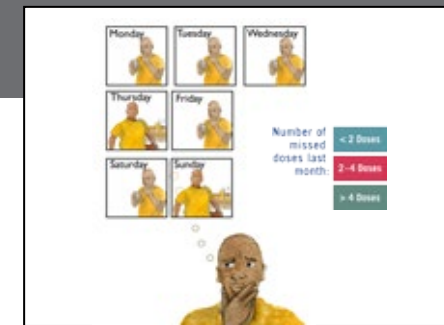 Monday Tuesday Wednesday
Thursday Friday
Saturday Sunday
Number of
missed
doses last
month:
< 2 Doses
2-4 Doses
> 4 Doses